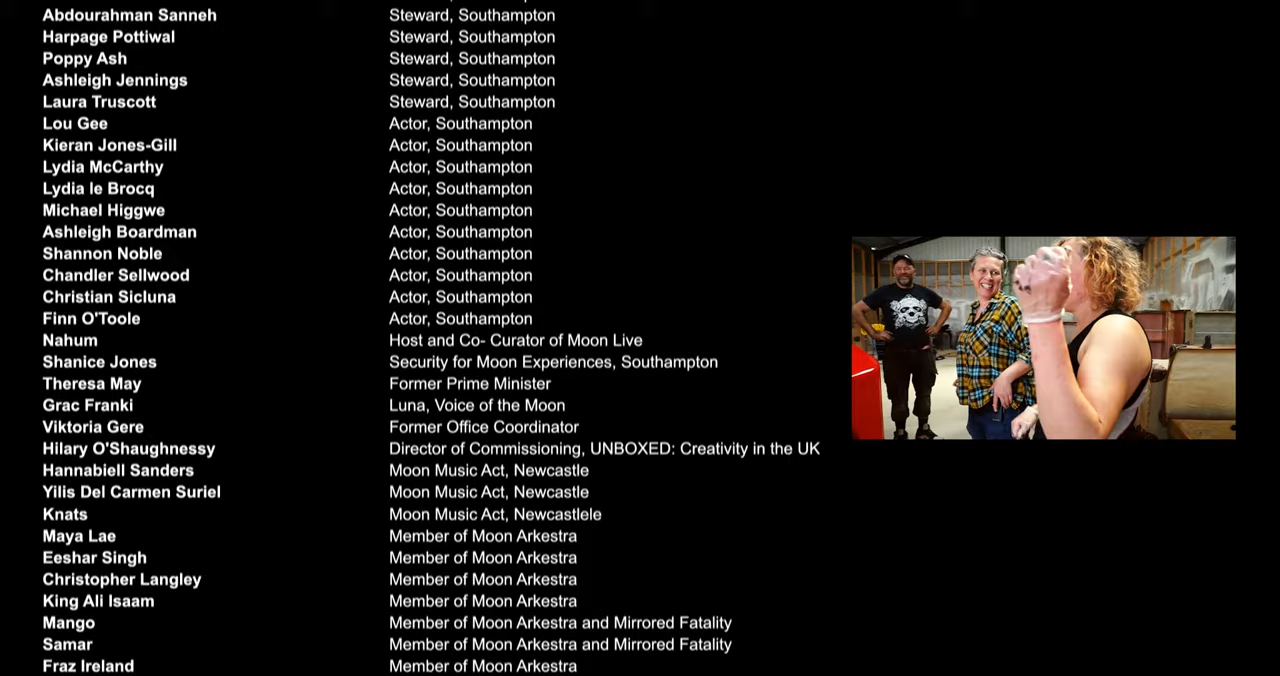 Abdourahman Sanneh Steward, Southampton
Harpage Pottiwal Steward, Southampton
Poppy Ash Steward, Southampton
Ashleigh Jennings Steward, Southampton
Laura Truscott Steward, Southampton
Lou Gee Actor, Southampton
Kieran Jones-Gill Actor, Southampton
Lydia McCarthy Actor, Southampton
Lydia le Brocq Actor, Southampton
Michael Higgwe Actor, Southampton
Ashleigh Boardman Actor, Southampton
Shannon Noble Actor, Southampton
Chandler Sellwood Actor, Southampton
Christian Sicluna Actor, Southampton
Finn O'Toole Actor, Southampton
Nahum Host and Co- Curator of Moon Live
Shanice Jones Security for Moon Experiences, Southampton
Theresa May Former Prime Minister
Grac Franki Luna, Voice of the Moon
Viktoria Gere Former Office Coordinator
Hilary O'Shaughnessy Director of Commissioning, UNBOXED: Creativity in the UK
Hannabiell Sanders Moon Music Act, Newcastle
Yilis Del Carmen Suriel Moon Music Act, Newcastle
Knats Moon Music Act, Newcastlele
Maya Lae Member of Moon Arkestra
Eeshar Singh Member of Moon Arkestra
Christopher Langley Member of Moon Arkestra
King Ali Isaam Member of Moon Arkestra
Mango Member of Moon Arkestra and Mirrored Fatality
Samar Member of Moon Arkestra and Mirrored Fatality
Fraz Ireland Member of Moon Arkestra